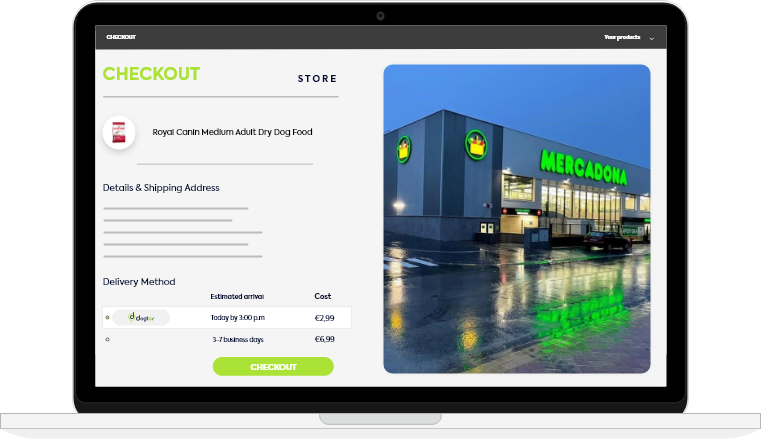 CHECKOUT
Your products
CHECKOUT
STORE
Royal Canin Medium Adult Dry Dog Food
MERCADONA
Details & Shipping Address
Delivery Method
Estimated arrival
Cost
Today by 3:00 p.m
€2,99
3-7 business days
€6,99
CHECKOUT